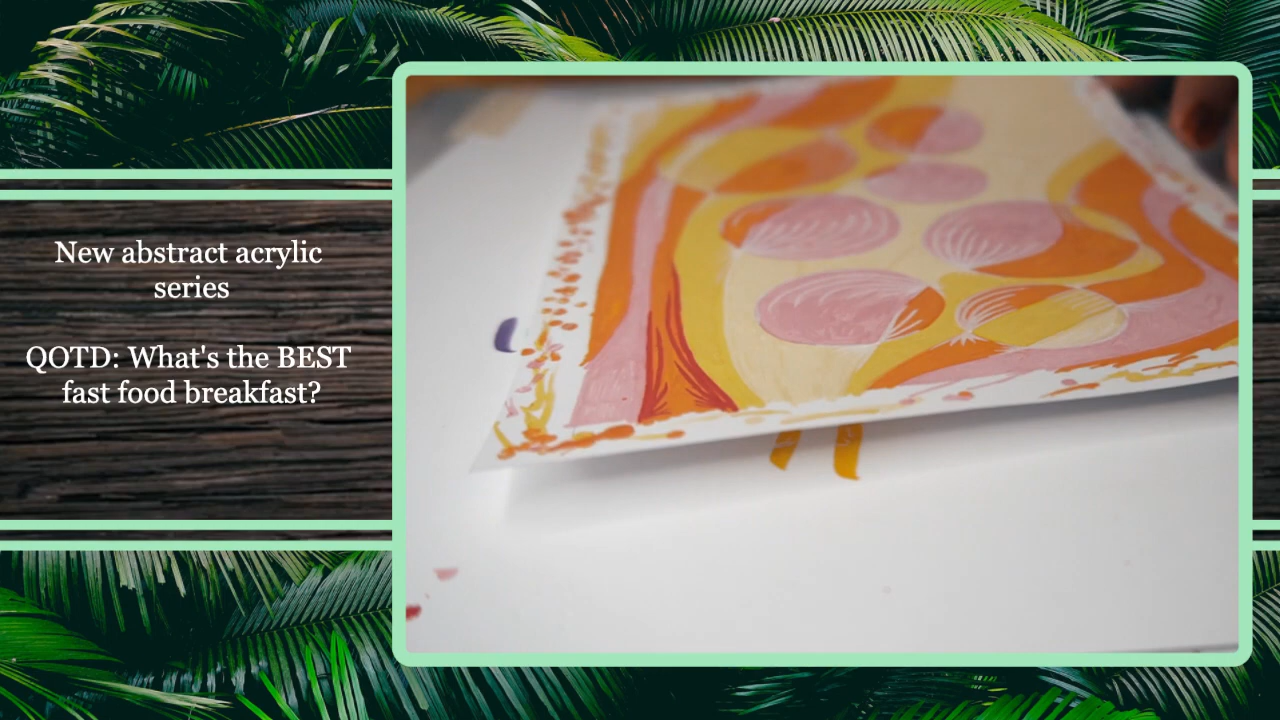 New abstract acrylic
series
QOTD: What's the BEST
fast food breakfast?